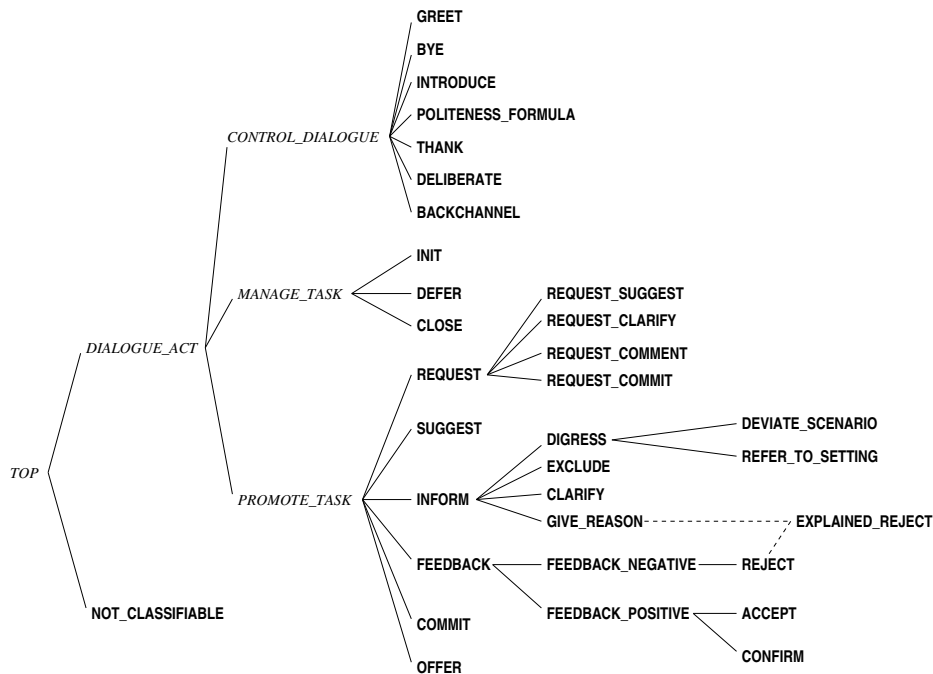 GREET
BYE
INTRODUCE
POLITENESS_FORMULA
CONTROL_DIALOGUE
THANK
DELIBERATE
BACKCHANNEL
INIT
MANAGE_TASK
DEFER
CLOSE
REQUEST_SUGGEST
REQUEST_CLARIFY
DIALOGUE_ACT
REQUEST_COMMENT
REQUEST
REQUEST_COMMIT
SUGGEST
DEVIATE_SCENARIO
DIGRESS
REFER_TO_SETTING
EXCLUDE
TOP
CLARIFY
PROMOTE_TASK
INFORM
GIVE_REASON
EXPLAINED_REJECT
FEEDBACK
FEEDBACK_NEGATIVE
REJECT
NOT_CLASSIFIABLE
FEEDBACK_POSITIVE
ACCEPT
COMMIT
CONFIRM
OFFER